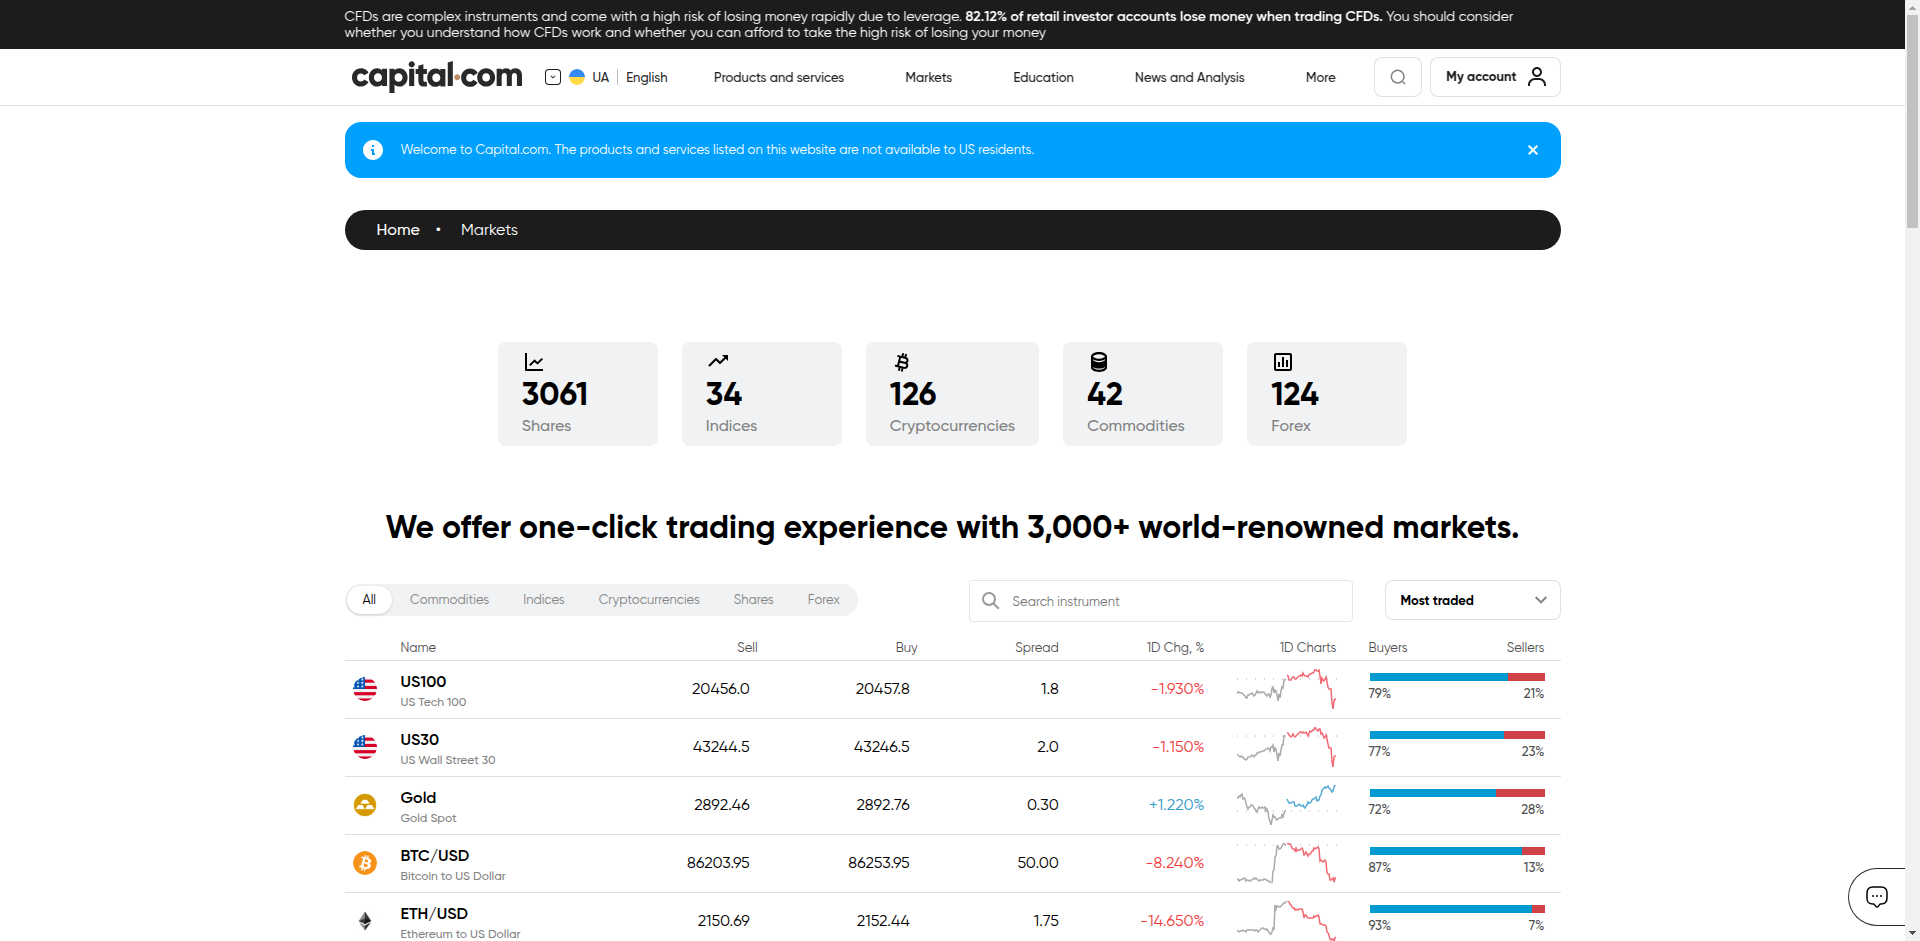 CFDs are complex instruments and come with a high risk of losing money rapidly due to leverage. 82.12% of retail investor accounts lose money when trading CFDs. You should consider
whether you understand how CFDs work and whether you can afford to take the high risk of losing your money
capital.com UA English Products and services Markets Education News and Analysis More My account
Welcome to Capital.com. The products and services listed on this website are not available to US residents.
Home • Markets
3061 34 126 42 124
Shares Indices Cryptocurrencies Commodities Forex
We offer one-click trading experience with 3,000+ world-renowned markets.
All Commodities Indices Cryptocurrencies Shares Forex Search instrument Most traded
Name Sell Buy Spread 1D Chg, % 1D Charts Buyers Sellers
US100 20456.0 20457.8 1.8 -1.930% 79% 21%
US Tech 100
US30 43244.5 43246.5 2.0 -1.150% 77% 23%
US Wall Street 30
Gold 2892.46 2892.76 0.30 +1.220% 72% 28%
Gold Spot
BTC/USD 86203.95 86253.95 50.00 -8.240% 87% 13%
Bitcoin to US Dollar
ETH/USD 2150.69 2152.44 1.75 -14.650% 93% 7%
Ethereum to US Dollar